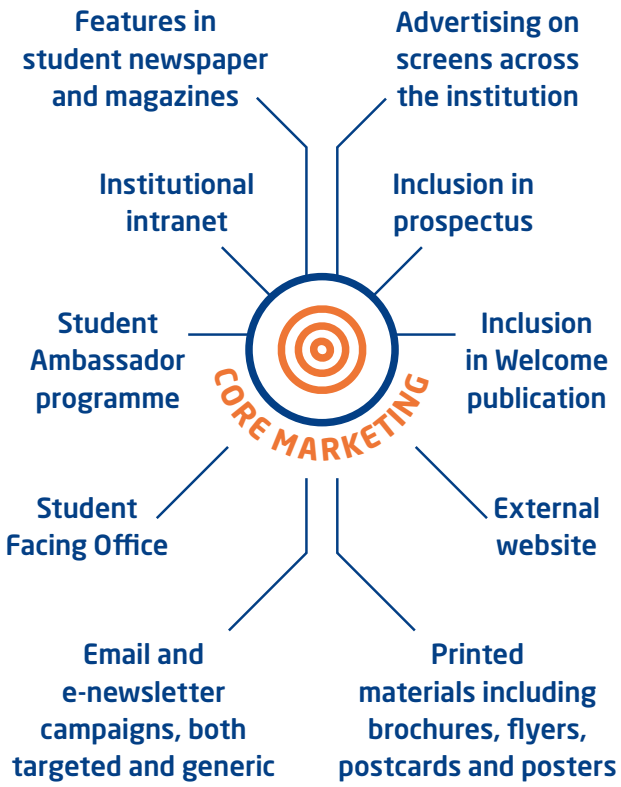 Features in
student newspaper
and magazines
Advertising on
screens across
the institution
Institutional
intranet
Inclusion in
prospectus
Student
Ambassador
programme
Inclusion
in Welcome
publication
CORE MARKETING
Student
Facing Office
External
website
Email and
e-newsletter
campaigns, both
targeted and generic
Printed
materials including
brochures, flyers,
postcards and posters